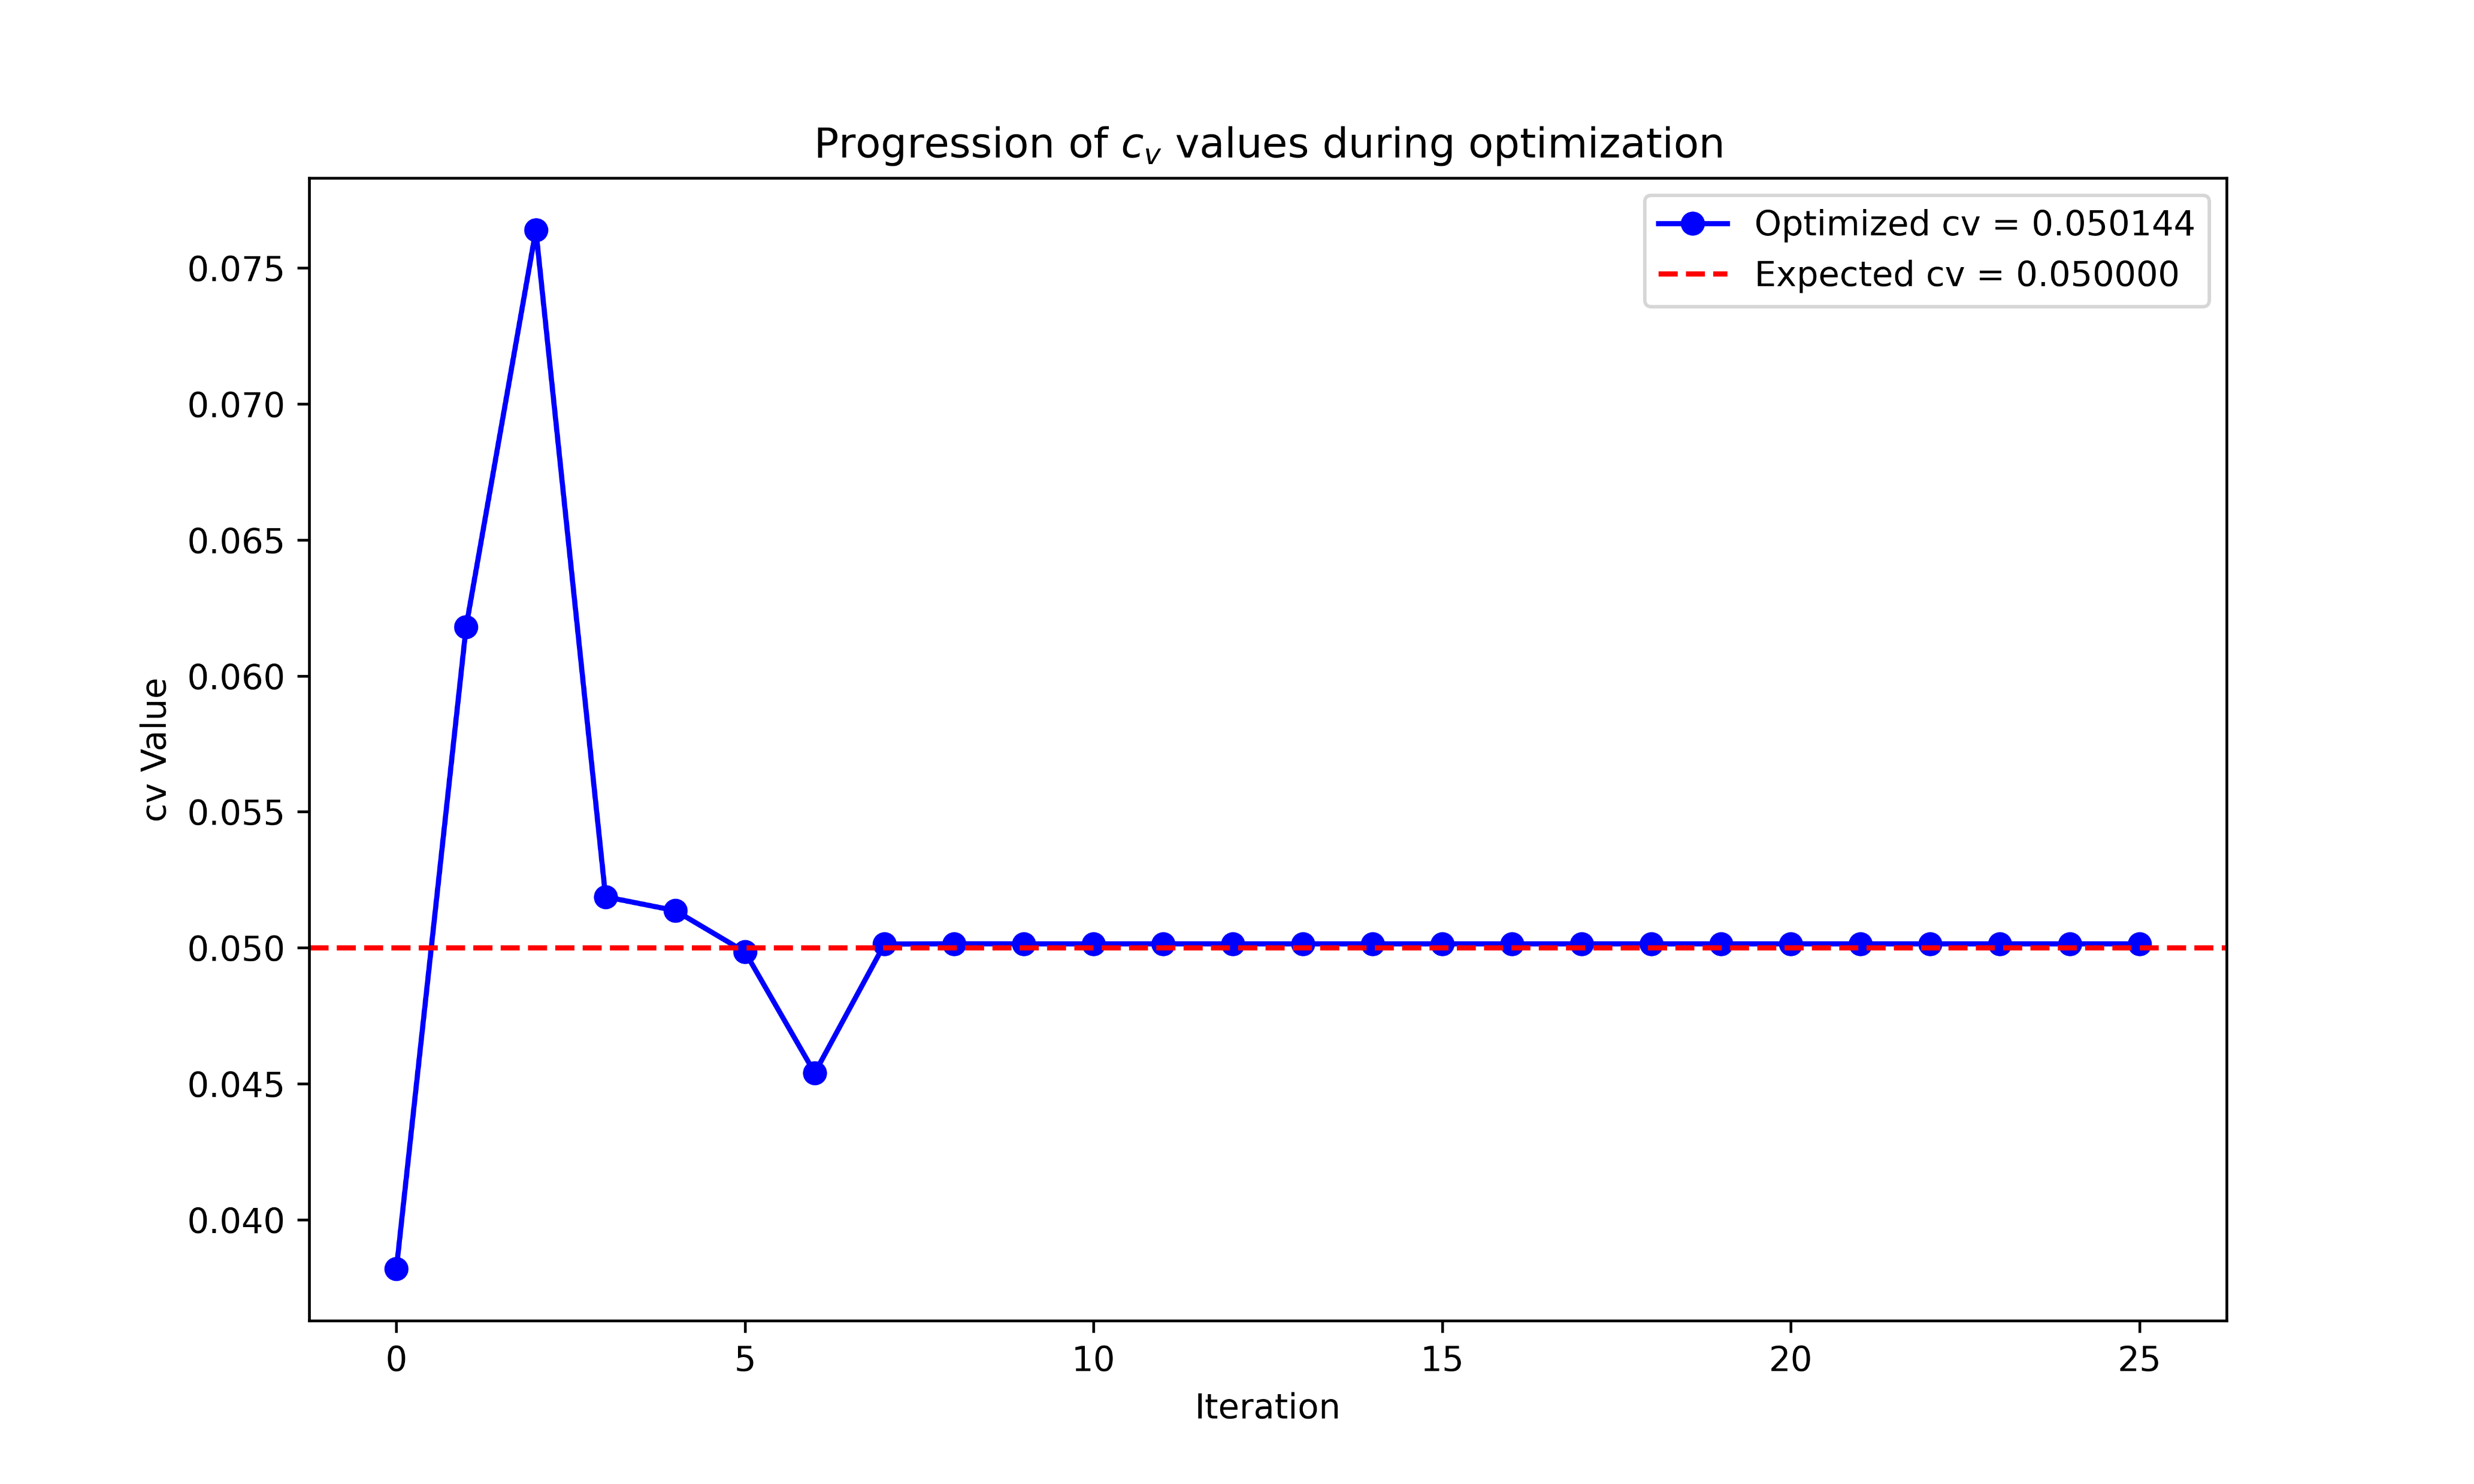 Progression of c_v values during optimization
Optimized cv = 0.050144
Expected cv = 0.050000
cv Value
0.075
0.070
0.065
0.060
0.055
0.050
0.045
0.040
0 5 10 15 20 25
Iteration